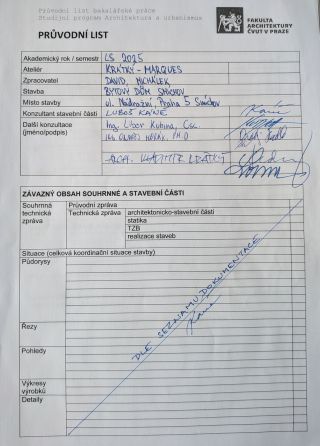 Průvodní list bakalářské práce
Studijní program Architektura a urbanismus
FAKULTA
ARCHITEKTURY
ČVUT V PRAZE
PRŮVODNÍ LIST
Akademický rok / semestr LS 2025
Ateliér KRÁTKÝ - MARQUES
Zpracovatel DAVID MICHÁLEK
Stavba BYTOVÝ DŮM SMÍCHOV
Místo stavby ul. Nádražní, Praha 5 Smíchov
Konzultant stavební části LUBOŠ KÁNĚ
Další konzultace
(jméno/podpis)
Ing. Libor Kubina, CSc.
ING. ONDŘEJ NOVÁK, PH.D
AKAD. ARCH. VLADIMÍR KRÁTKÝ
ZÁVAZNÝ OBSAH SOUHRNNÉ A STAVEBNÍ ČÁSTI
Souhrnná
technická
zpráva
Průvodní zpráva
Technická zpráva
architektonicko-stavební části
statika
TZB
realizace staveb
Situace (celková koordinační situace stavby)
Půdorysy
DLE SEZNAMU DOKUMENTACE
Káně
Řezy
Pohledy
Výkresy
výrobků
Detaily